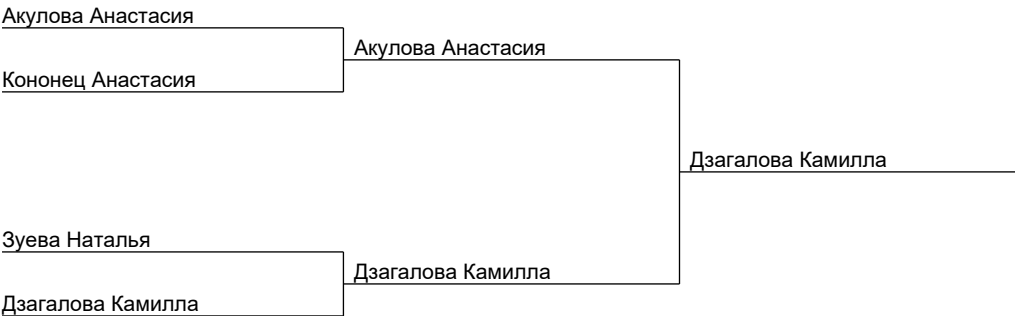 Акулова Анастасия
Акулова Анастасия
Кононец Анастасия
Дзагалова Камилла
Зуева Наталья
Дзагалова Камилла
Дзагалова Камилла